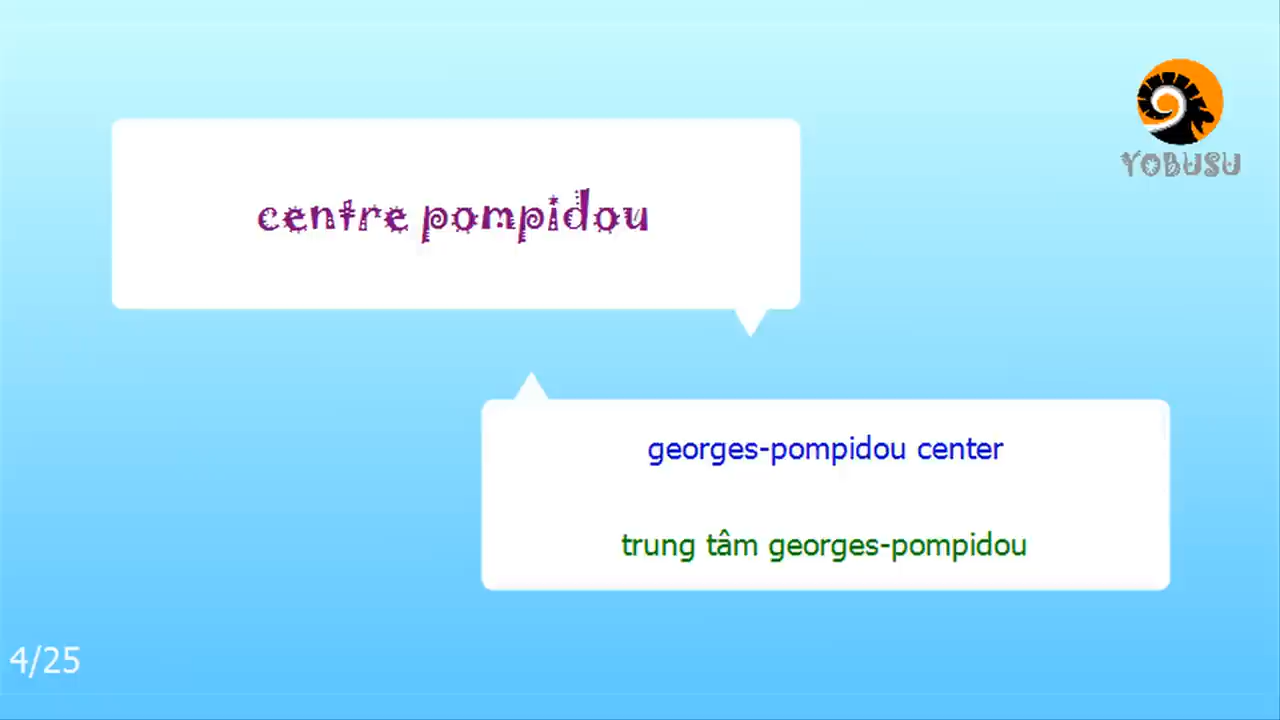 YOBUSU
centre pompidou
georges-pompidou center
trung tâm georges-pompidou
4/25